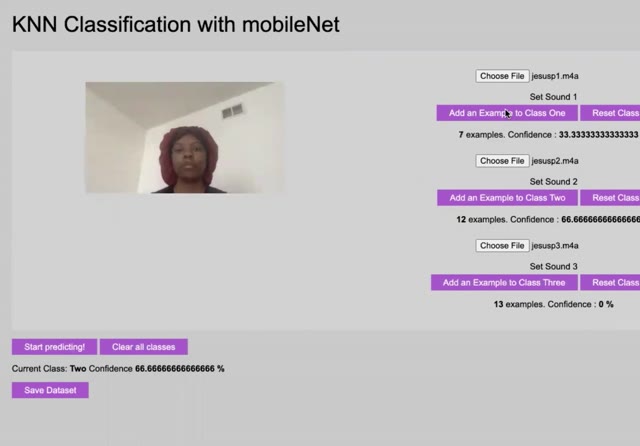 KNN Classification with mobileNet
Choose File jesusp1.m4a
Set Sound 1
Add an Example to Class One Reset Class
7 examples. Confidence : 33.33333333333333
Choose File jesusp2.m4a
Set Sound 2
Add an Example to Class Two Reset Class
12 examples. Confidence : 66.66666666666666
Choose File jesusp3.m4a
Set Sound 3
Add an Example to Class Three Reset Class
13 examples. Confidence : 0 %
Start predicting! Clear all classes
Current Class: Two Confidence 66.66666666666666 %
Save Dataset